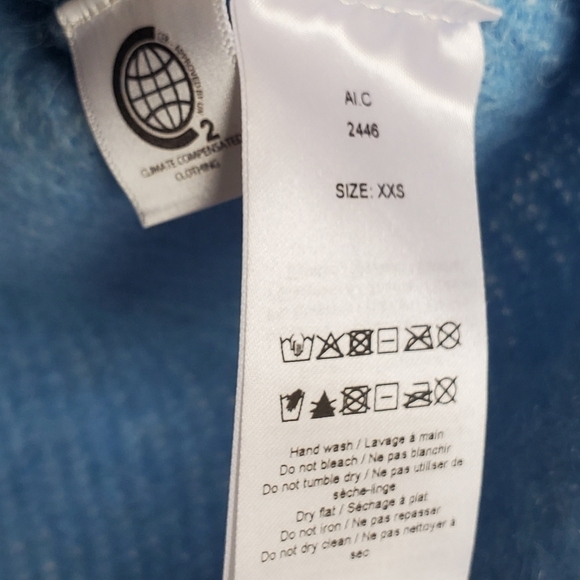 2
CLIMATE COMPENSATED
CLOTHING
AI.C
2446
SIZE: XXS
Hand wash / Lavage à main
Do not bleach / Ne pas blanchir
Do not tumble dry / Ne pas utiliser de
sèche-linge
Dry flat / Séchage à plat
Do not iron / Ne pas repasser
Do not dry clean / Ne pas nettoyer à
sec